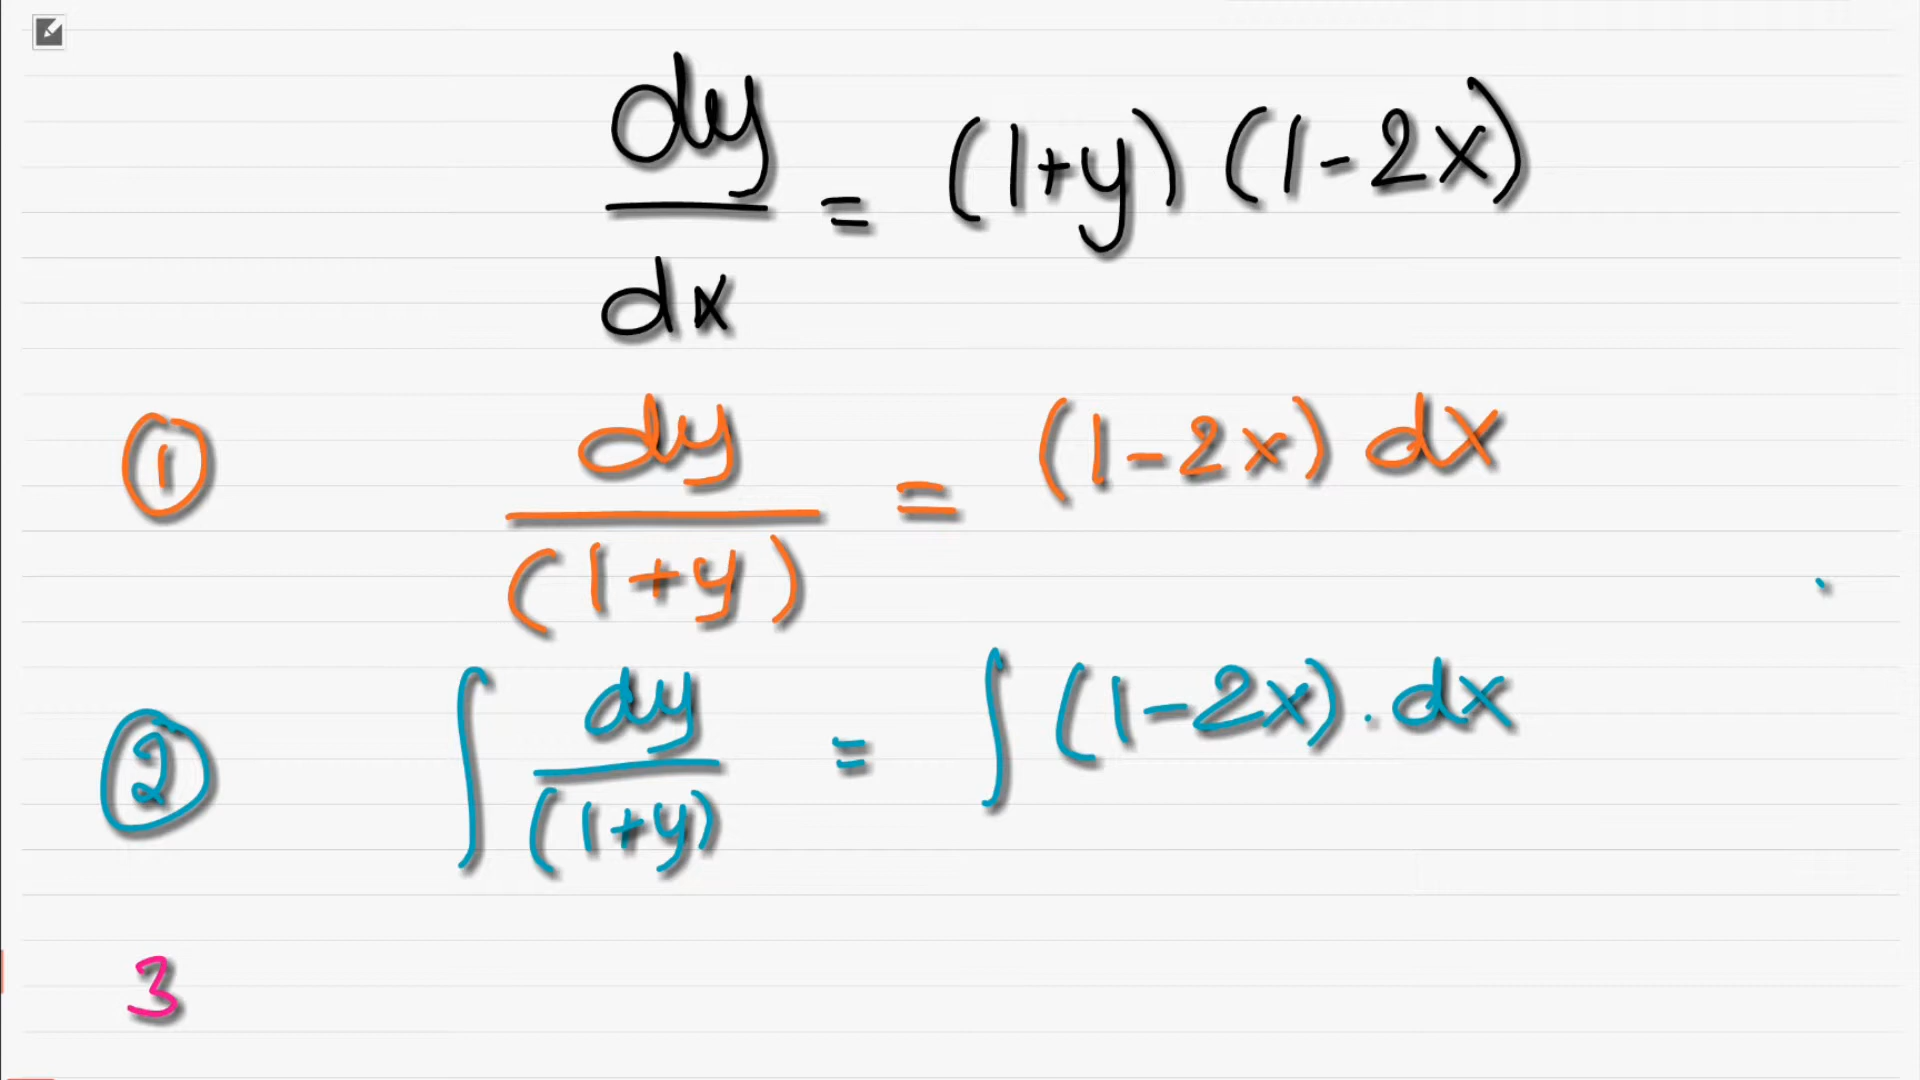 dy/dx = (1+y) (1-2x)
① dy/(1+y) = (1-2x) dx
② ∫ dy/(1+y) = ∫ (1-2x) . dx
3